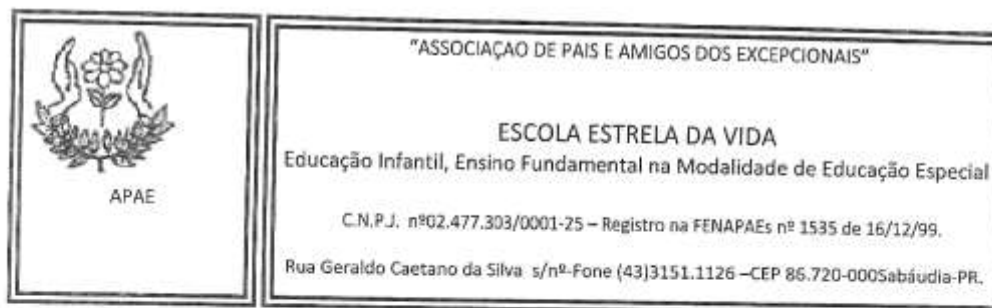 APAE
"ASSOCIAÇAO DE PAIS E AMIGOS DOS EXCEPCIONAIS"
ESCOLA ESTRELA DA VIDA
Educação Infantil, Ensino Fundamental na Modalidade de Educação Especial
C.N.P.J. nº02.477.303/0001-25 – Registro na FENAPAEs nº 1535 de 16/12/99.
Rua Geraldo Caetano da Silva s/nº-Fone (43)3151.1126 –CEP 86.720-000Sabáudia-PR.